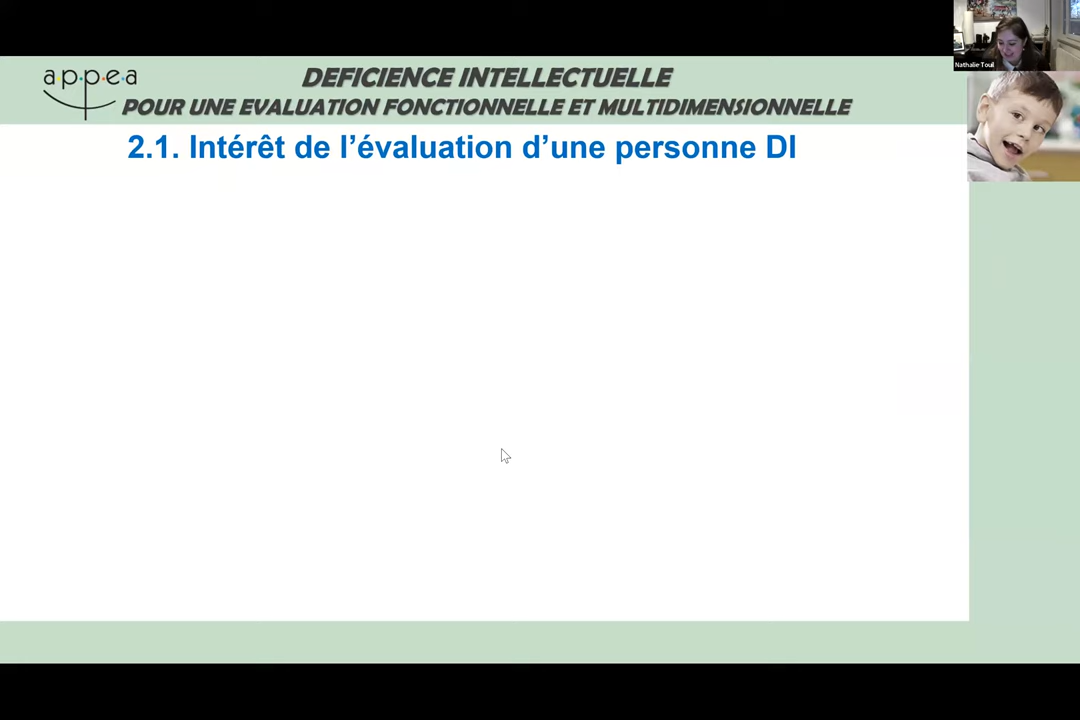 a.p.p.e.a
DEFICIENCE INTELLECTUELLE
POUR UNE EVALUATION FONCTIONNELLE ET MULTIDIMENSIONNELLE
Nathalie Touil
2.1. Intérêt de l’évaluation d’une personne DI